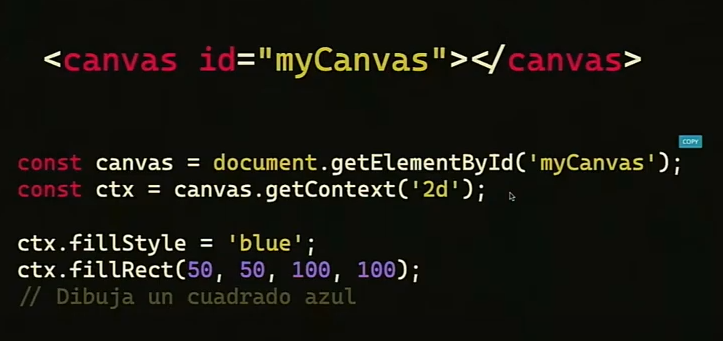 <canvas id="myCanvas"></canvas>
COPY
const canvas = document.getElementById('myCanvas');
const ctx = canvas.getContext('2d');
ctx.fillStyle = 'blue';
ctx.fillRect(50, 50, 100, 100);
// Dibuja un cuadrado azul